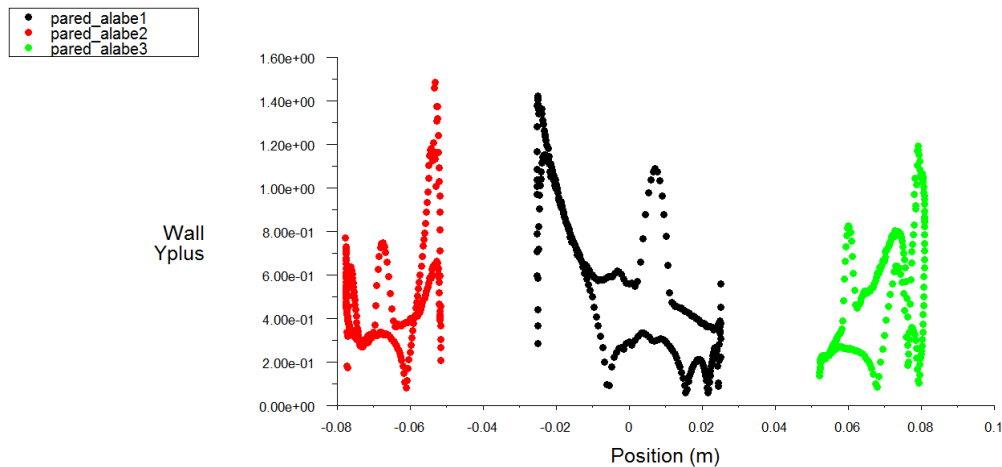 pared_alabe1
pared_alabe2
pared_alabe3
1.60e+00
1.40e+00
1.20e+00
1.00e+00
8.00e-01
6.00e-01
4.00e-01
2.00e-01
0.00e+00
Wall
Yplus
-0.08 -0.06 -0.04 -0.02 0 0.02 0.04 0.06 0.08 0.1
Position (m)